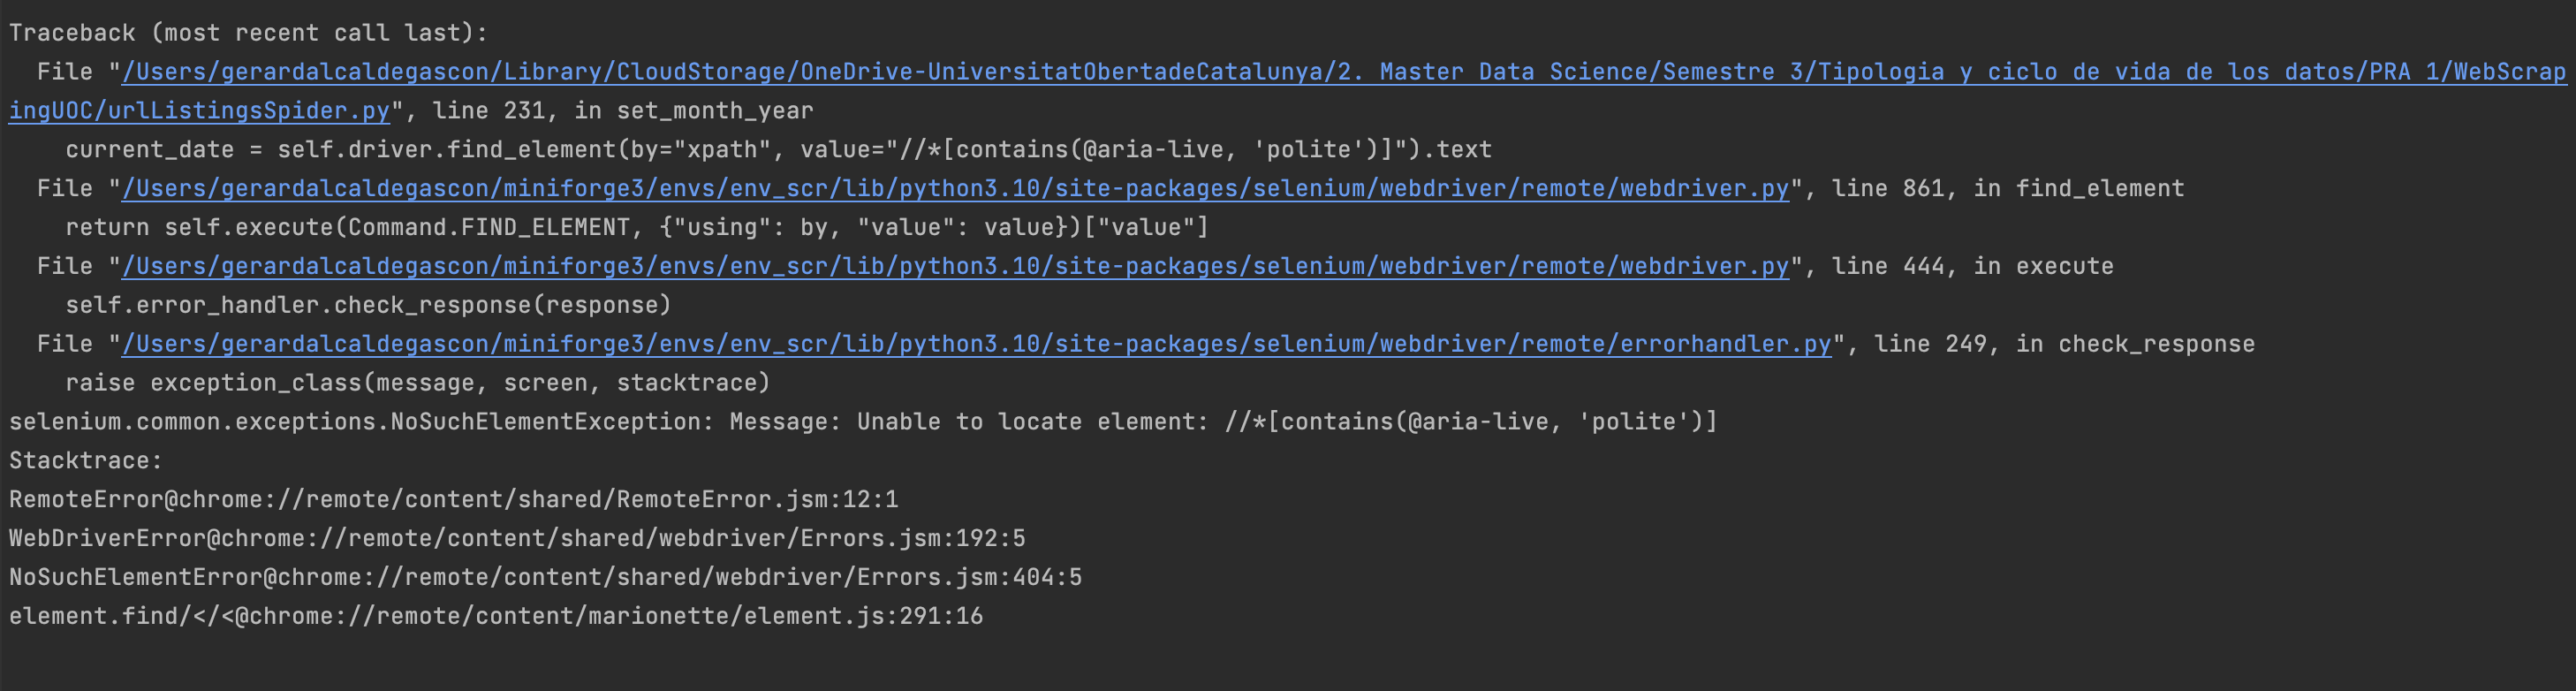 Traceback (most recent call last):
  File "/Users/gerardalcaldegascon/Library/CloudStorage/OneDrive-UniversitatObertadeCatalunya/2. Master Data Science/Semestre 3/Tipologia y ciclo de vida de los datos/PRA 1/WebScrap
ingUOC/urlListingsSpider.py", line 231, in set_month_year
    current_date = self.driver.find_element(by="xpath", value="//*[contains(@aria-live, 'polite')]").text
  File "/Users/gerardalcaldegascon/miniforge3/envs/env_scr/lib/python3.10/site-packages/selenium/webdriver/remote/webdriver.py", line 861, in find_element
    return self.execute(Command.FIND_ELEMENT, {"using": by, "value": value})["value"]
  File "/Users/gerardalcaldegascon/miniforge3/envs/env_scr/lib/python3.10/site-packages/selenium/webdriver/remote/webdriver.py", line 444, in execute
    self.error_handler.check_response(response)
  File "/Users/gerardalcaldegascon/miniforge3/envs/env_scr/lib/python3.10/site-packages/selenium/webdriver/remote/errorhandler.py", line 249, in check_response
    raise exception_class(message, screen, stacktrace)
selenium.common.exceptions.NoSuchElementException: Message: Unable to locate element: //*[contains(@aria-live, 'polite')]
Stacktrace:
RemoteError@chrome://remote/content/shared/RemoteError.jsm:12:1
WebDriverError@chrome://remote/content/shared/webdriver/Errors.jsm:192:5
NoSuchElementError@chrome://remote/content/shared/webdriver/Errors.jsm:404:5
element.find/</<@chrome://remote/content/marionette/element.js:291:16